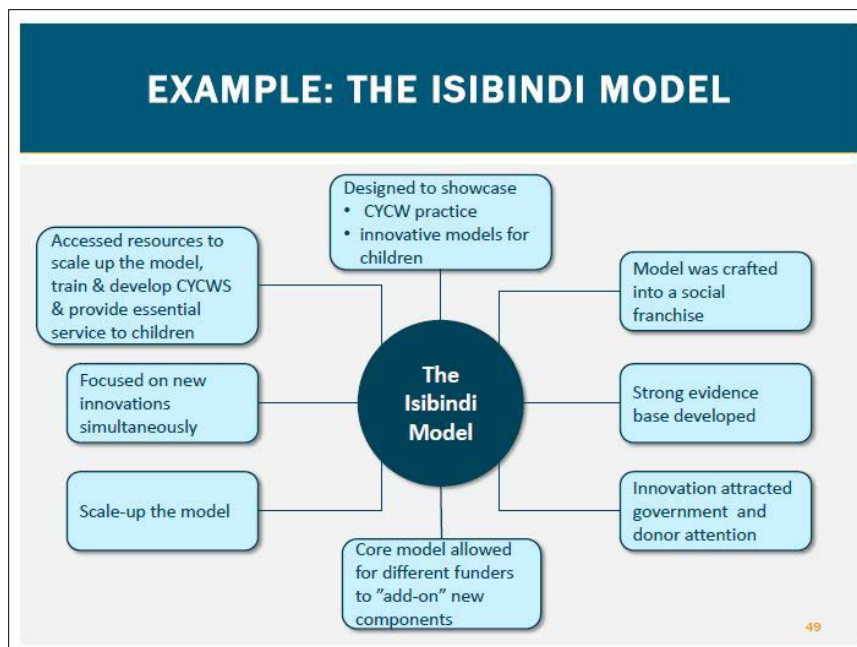 EXAMPLE: THE ISIBINDI MODEL
Designed to showcase
• CYCW practice
• innovative models for
children
Accessed resources to
scale up the model,
train & develop CYCWS
& provide essential
service to children
Model was crafted
into a social
franchise
The
Isibindi
Model
Focused on new
innovations
simultaneously
Strong evidence
base developed
Scale-up the model
Innovation attracted
government and
donor attention
Core model allowed
for different funders
to ”add-on” new
components
49